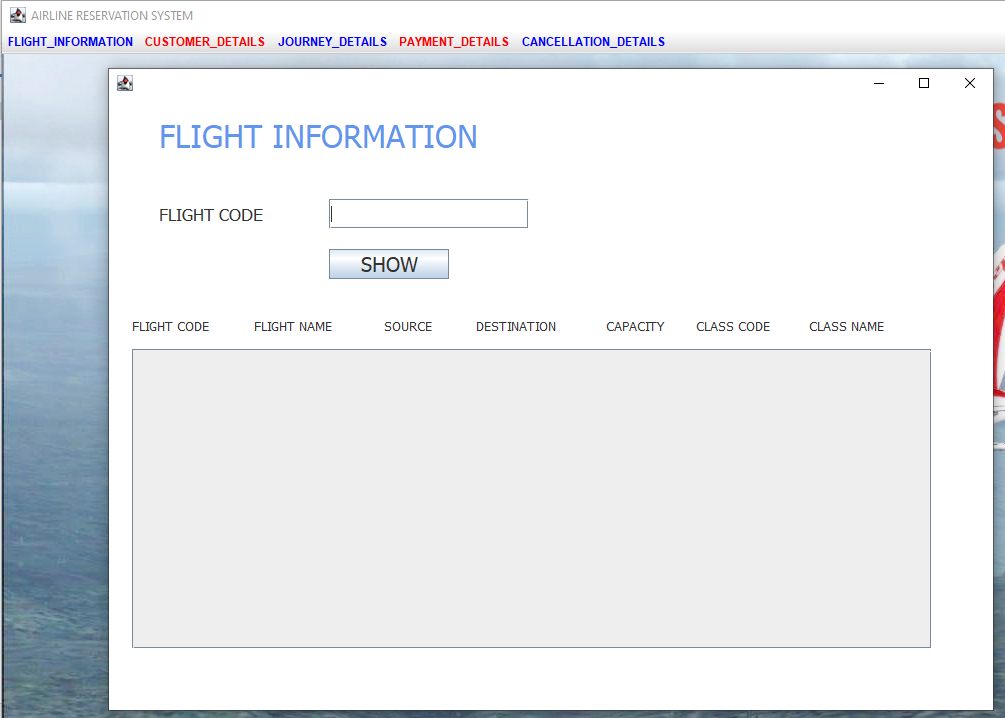 AIRLINE RESERVATION SYSTEM
FLIGHT_INFORMATION CUSTOMER_DETAILS JOURNEY_DETAILS PAYMENT_DETAILS CANCELLATION_DETAILS
FLIGHT INFORMATION
FLIGHT CODE
SHOW
FLIGHT CODE FLIGHT NAME SOURCE DESTINATION CAPACITY CLASS CODE CLASS NAME